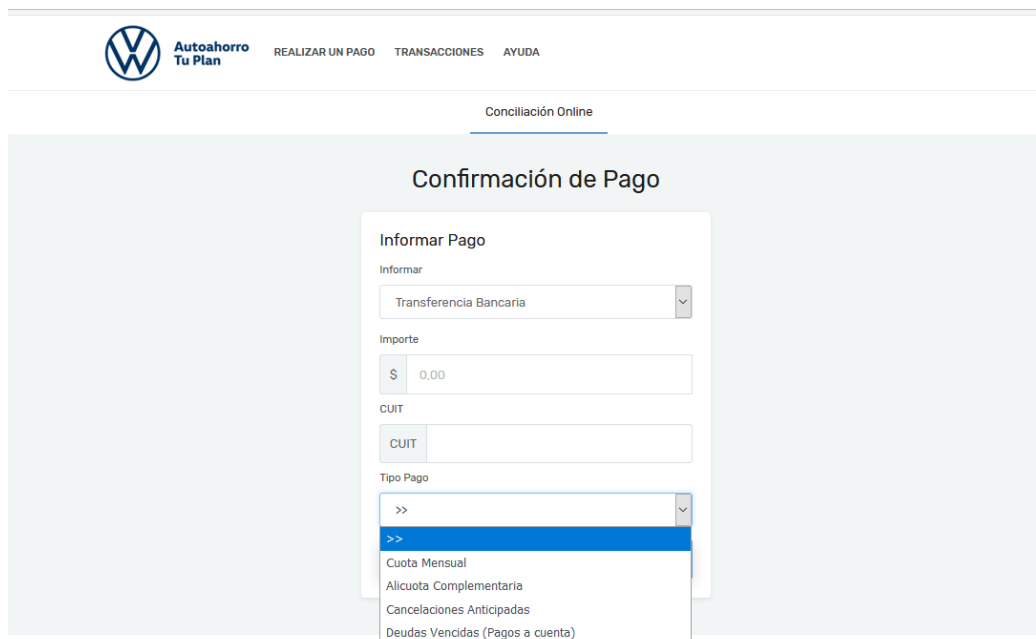 Autoahorro
Tu Plan
REALIZAR UN PAGO TRANSACCIONES AYUDA
Conciliación Online
Confirmación de Pago
Informar Pago
Informar
Transferencia Bancaria
Importe
$ 0,00
CUIT
CUIT
Tipo Pago
>>
>>
Cuota Mensual
Alicuota Complementaria
Cancelaciones Anticipadas
Deudas Vencidas (Pagos a cuenta)